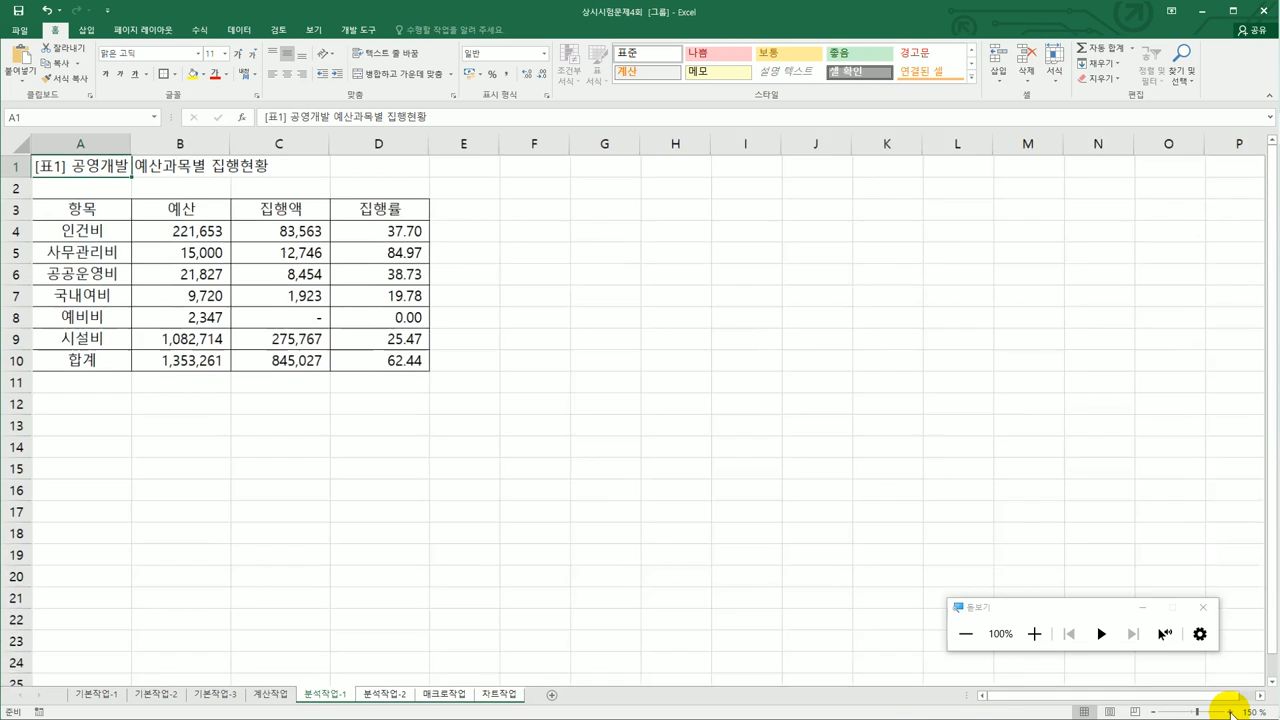 상시시험문제4회 [그룹] - Excel
파일 홈 삽입 페이지 레이아웃 수식 데이터 검토 보기 개발 도구 수행할 작업을 알려 주세요. 공유
붙여넣기 잘라내기 복사 서식 복사
맑은 고딕 11 텍스트 줄 바꿈 병합하고 가운데 맞춤 일반
조건부 서식 표 서식
표준 나쁨 보통 좋음 경고문
계산 메모 설명 텍스트 셀 확인 연결된 셀
삽입 삭제 서식
자동 합계 채우기 지우기 정렬 및 필터 찾기 및 선택
클립보드 글꼴 맞춤 표시 형식 스타일 셀 편집
A1 fx [표1] 공영개발 예산과목별 집행현황
A B C D E F G H I J K L M N O P
1 [표1] 공영개발 예산과목별 집행현황
2
3 항목 예산 집행액 집행률
4 인건비 221,653 83,563 37.70
5 사무관리비 15,000 12,746 84.97
6 공공운영비 21,827 8,454 38.73
7 국내여비 9,720 1,923 19.78
8 예비비 2,347 - 0.00
9 시설비 1,082,714 275,767 25.47
10 합계 1,353,261 845,027 62.44
11
12
13
14
15
16
17
18
19
20
21
22
23
24
25
돋보기
100%
기본작업-1 기본작업-2 기본작업-3 계산작업 분석작업-1 분석작업-2 매크로작업 차트작업
준비 150 %